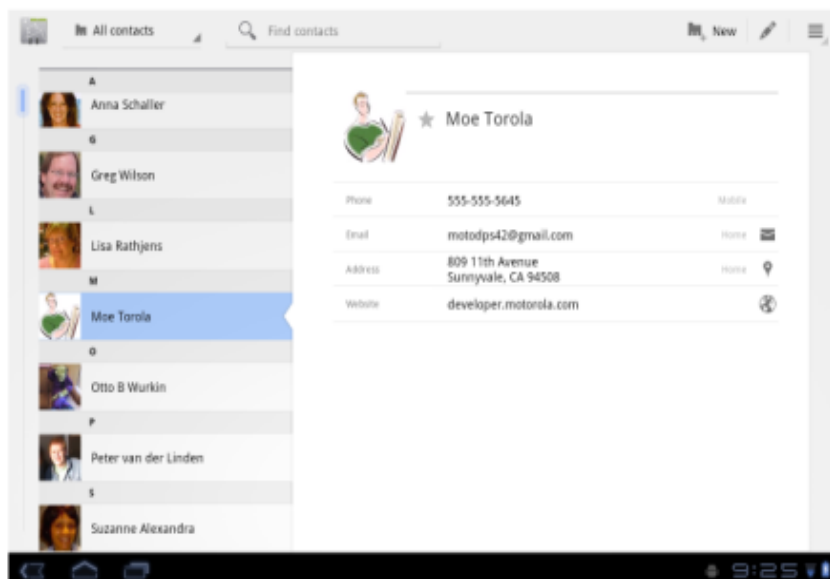 All contacts
Find contacts
New
A
Anna Schaller
G
Greg Wilson
L
Lisa Rathjens
M
Moe Torola
O
Otto B Wurkin
P
Peter van der Linden
S
Suzanne Alexandra
Moe Torola
Phone 555-555-5645 Mobile
Email motodps42@gmail.com Home
Address 809 11th Avenue
Sunnyvale, CA 94508 Home
Website developer.motorola.com
9:25